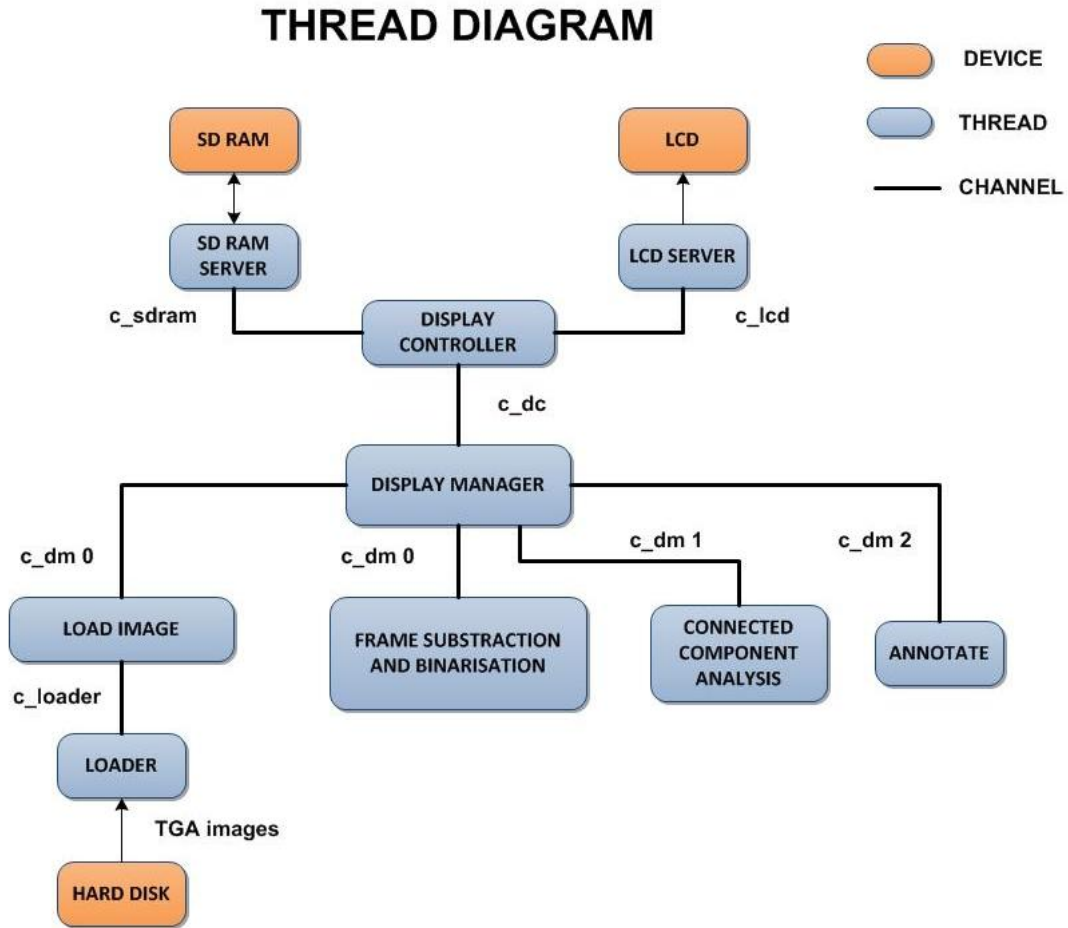 THREAD DIAGRAM
DEVICE
THREAD
CHANNEL
SD RAM
LCD
SD RAM
SERVER
LCD SERVER
c_sdram
DISPLAY
CONTROLLER
c_lcd
c_dc
DISPLAY MANAGER
c_dm 0
c_dm 0
c_dm 1
c_dm 2
LOAD IMAGE
FRAME SUBSTRACTION
AND BINARISATION
CONNECTED
COMPONENT
ANALYSIS
ANNOTATE
c_loader
LOADER
TGA images
HARD DISK